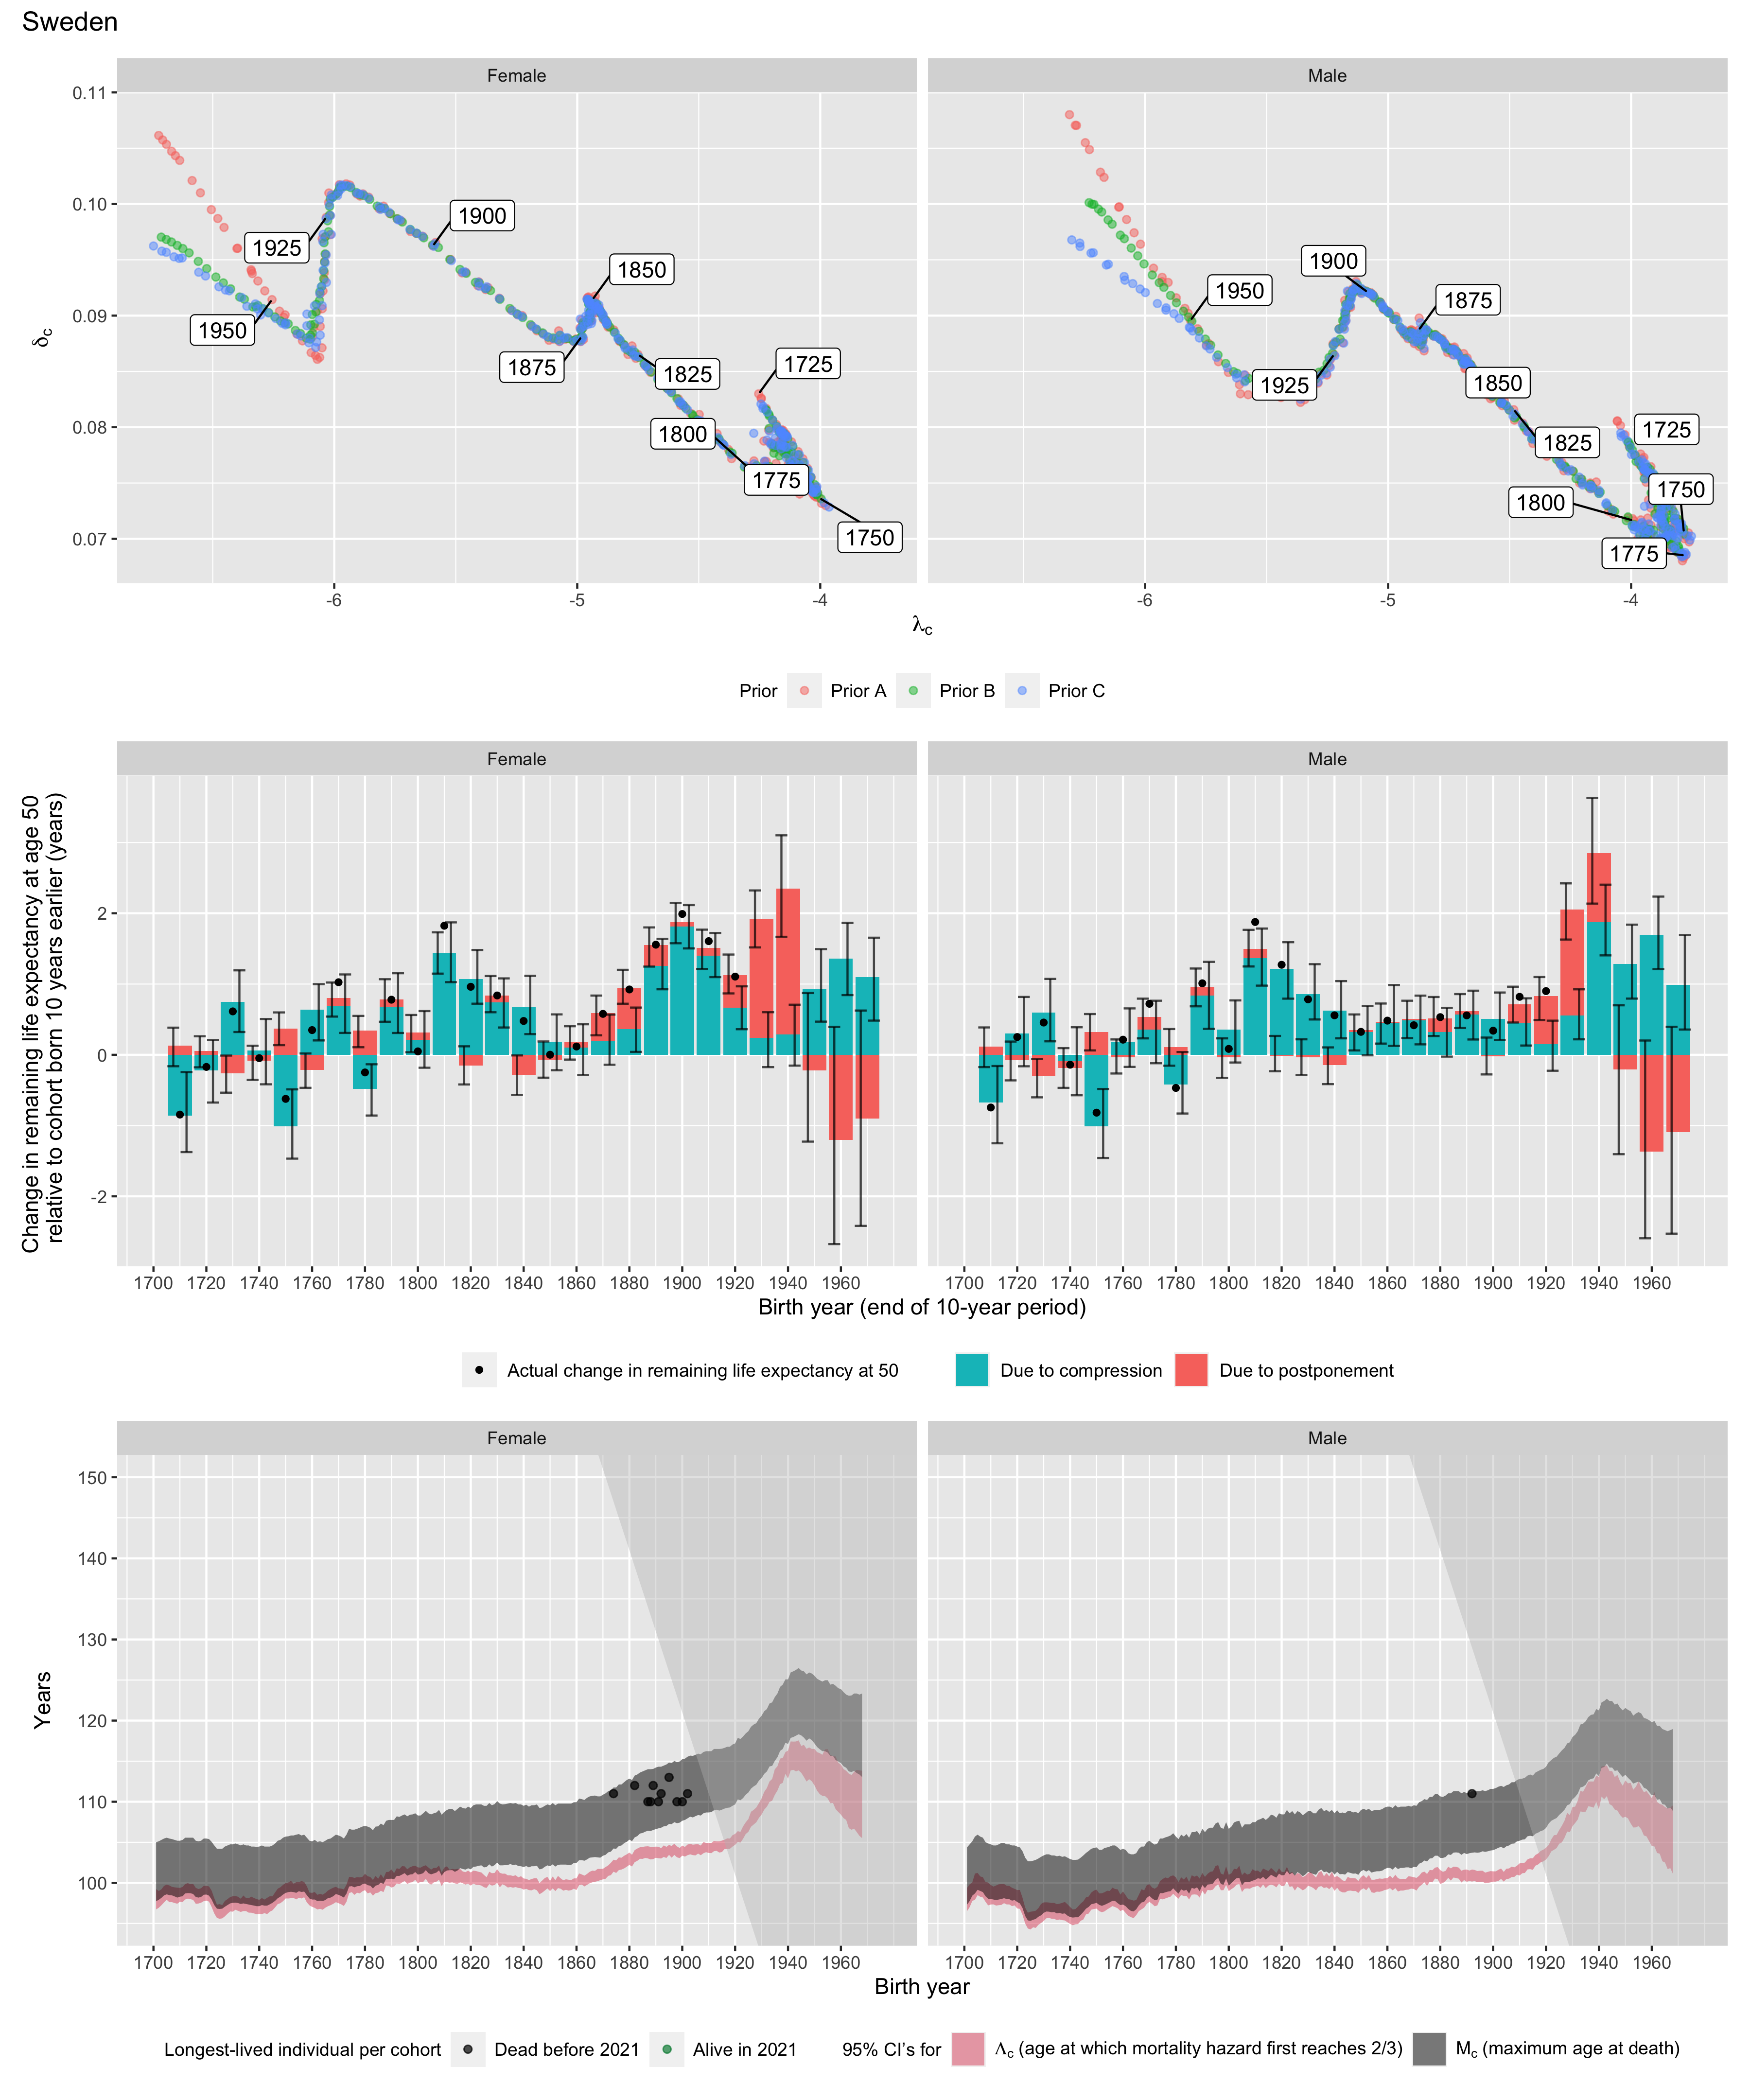 Sweden
Female Male
0.11
0.10
0.09
0.08
0.07
δc
1925
1900
1950
1850
1875
1825
1725
1800
1775
1750
1900
1950
1875
1925
1850
1725
1825
1750
1800
1775
-6 -5 -4 -6 -5 -4
λc
Prior Prior A Prior B Prior C
Female Male
Change in remaining life expectancy at age 50
relative to cohort born 10 years earlier (years)
2
0
-2
1700 1720 1740 1760 1780 1800 1820 1840 1860 1880 1900 1920 1940 1960 1700 1720 1740 1760 1780 1800 1820 1840 1860 1880 1900 1920 1940 1960
Birth year (end of 10-year period)
Actual change in remaining life expectancy at 50 Due to compression Due to postponement
Female Male
Years
150
140
130
120
110
100
1700 1720 1740 1760 1780 1800 1820 1840 1860 1880 1900 1920 1940 1960 1700 1720 1740 1760 1780 1800 1820 1840 1860 1880 1900 1920 1940 1960
Birth year
Longest-lived individual per cohort Dead before 2021 Alive in 2021 95% CI's for Λc (age at which mortality hazard first reaches 2/3) Mc (maximum age at death)